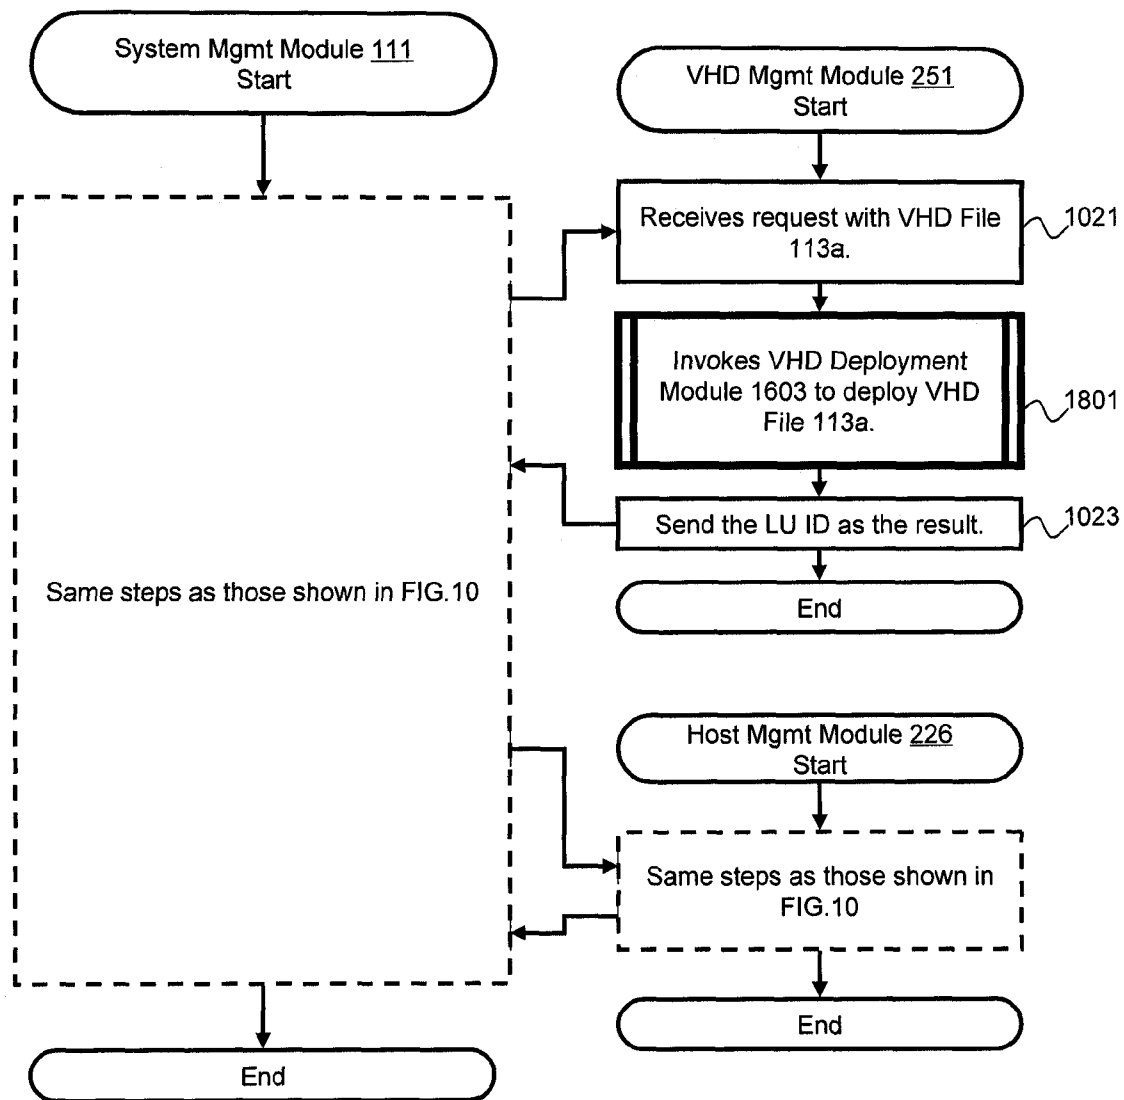 System Mgmt Module 111
Start
Same steps as those shown in FIG.10
End
VHD Mgmt Module 251
Start
Receives request with VHD File
113a.
1021
Invokes VHD Deployment
Module 1603 to deploy VHD
File 113a.
1801
Send the LU ID as the result.
1023
End
Host Mgmt Module 226
Start
Same steps as those shown in
FIG.10
End